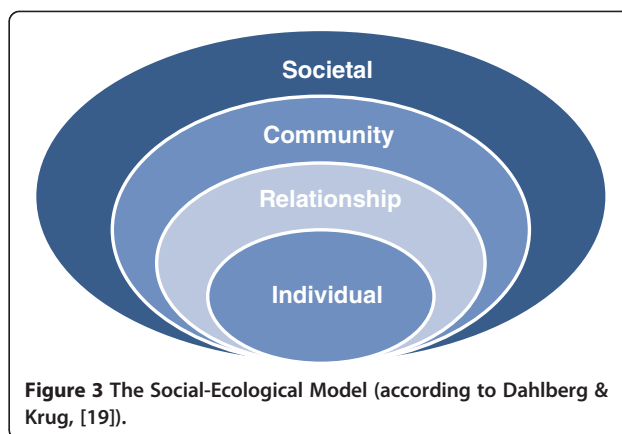 Societal
Community
Relationship
Individual
Figure 3 The Social-Ecological Model (according to Dahlberg &
Krug, [19]).